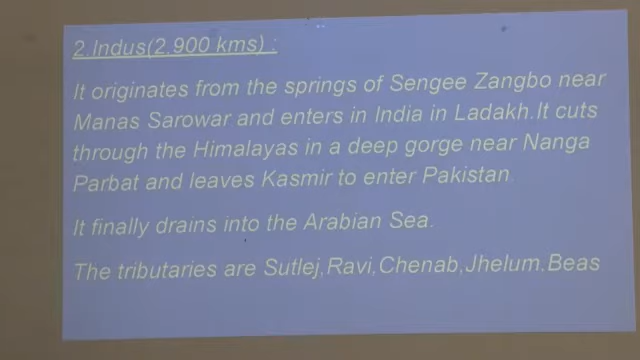 2.Indus(2,900 kms) :
It originates from the springs of Sengee Zangbo near
Manas Sarowar and enters in India in Ladakh.It cuts
through the Himalayas in a deep gorge near Nanga
Parbat and leaves Kasmir to enter Pakistan.
It finally drains into the Arabian Sea.
The tributaries are Sutlej,Ravi,Chenab,Jhelum.Beas